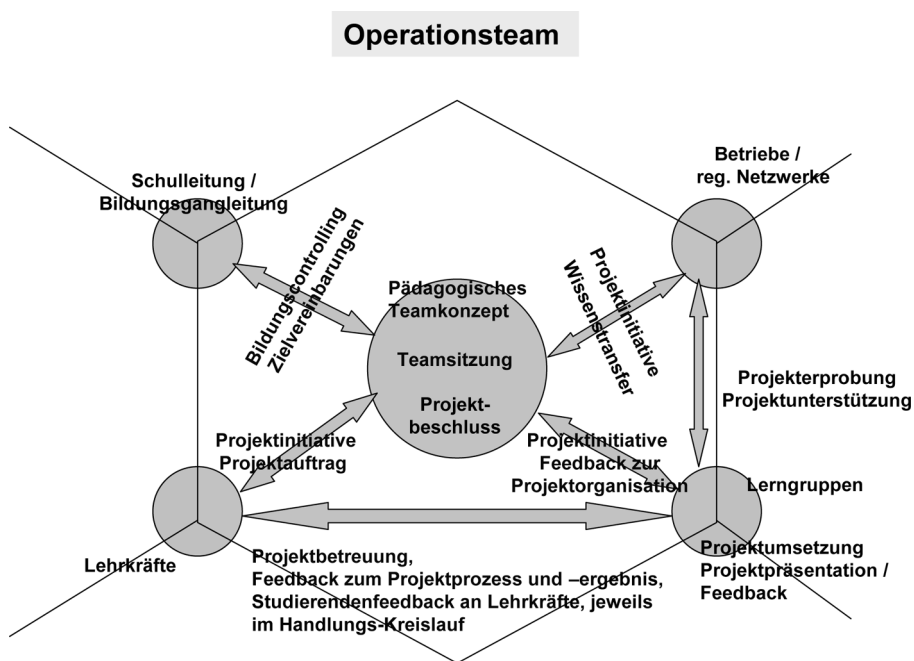 Operationsteam
Schulleitung /
Bildungsgangleitung
Betriebe /
reg. Netzwerke
Bildungscontrolling
Zielvereinbarungen
Pädagogisches
Teamkonzept
Teamsitzung
Projekt-
beschluss
Projektinitiative
Wissenstransfer
Projekterprobung
Projektunterstützung
Projektinitiative
Projektauftrag
Projektinitiative
Feedback zur
Projektorganisation
Lerngruppen
Lehrkräfte
Projektbetreuung,
Feedback zum Projektprozess und –ergebnis,
Studierendenfeedback an Lehrkräfte, jeweils
im Handlungs-Kreislauf
Projektumsetzung
Projektpräsentation /
Feedback